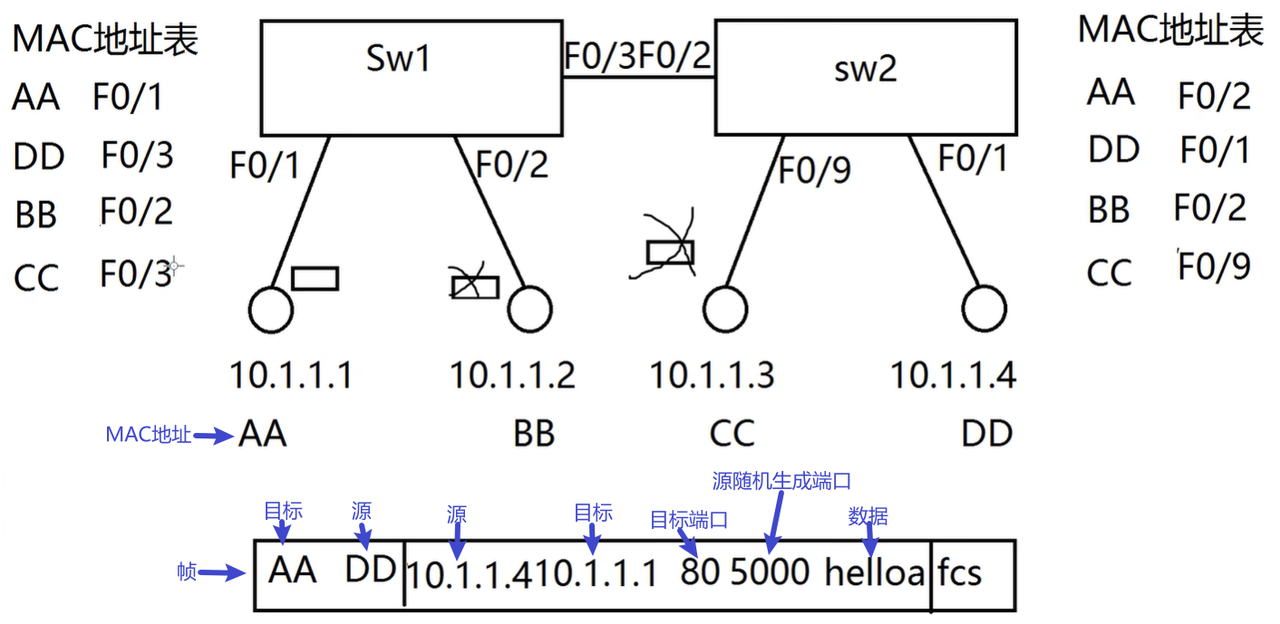 MAC地址表
AA F0/1
DD F0/3
BB F0/2
CC F0/3
Sw1
F0/3F0/2
sw2
F0/1
F0/2
F0/9
F0/1
MAC地址表
AA F0/2
DD F0/1
BB F0/2
CC F0/9
10.1.1.1 10.1.1.2 10.1.1.3 10.1.1.4
MAC地址 AA BB CC DD
源随机生成端口
目标 源 源 目标 目标端口 数据
帧 AA DD 10.1.1.410.1.1.1 80 5000 helloa fcs